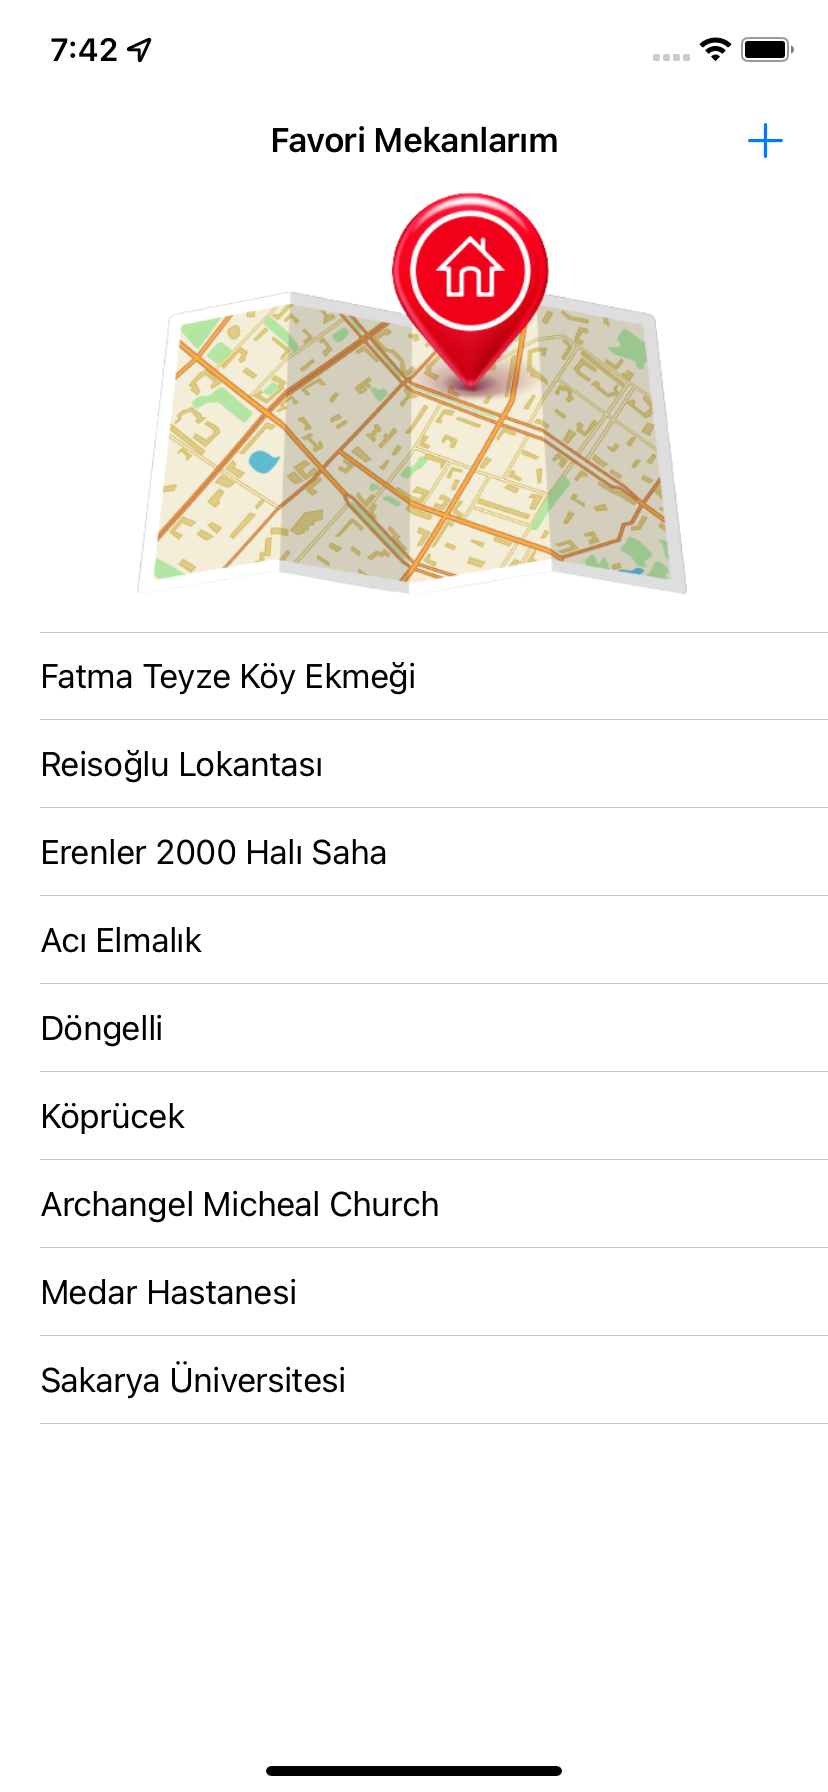 7:42
Favori Mekanlarım
Fatma Teyze Köy Ekmeği
Reisoğlu Lokantası
Erenler 2000 Halı Saha
Acı Elmalık
Döngelli
Köprücek
Archangel Micheal Church
Medar Hastanesi
Sakarya Üniversitesi